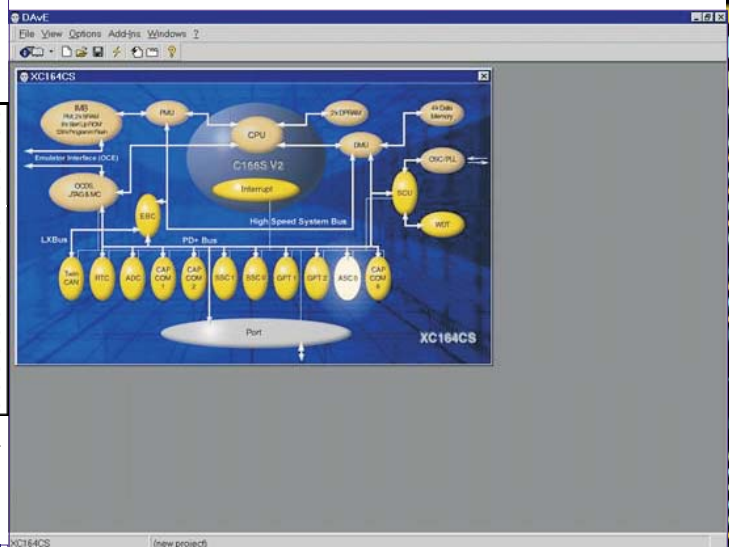 DAvE
File View Options Add-Ins Windows ?
XC164CS
IMB
PMU
2k DPRAM
4k Data
Memory
CPU
DMU
C166S V2
Emulator Interface (OCE)
OSC/PLL
OCDS,
JTAG & MC
Interrupt
SCU
EBC
High Speed System Bus
WDT
LXBus
PD+ Bus
Twin
CAN
RTC
ADC
CAP
COM
1
CAP
COM
2
SSC 1
SSC 0
GPT 1
GPT 2
ASC 0
CAP
COM
6
Port
XC164CS
XC164CS
(new project)